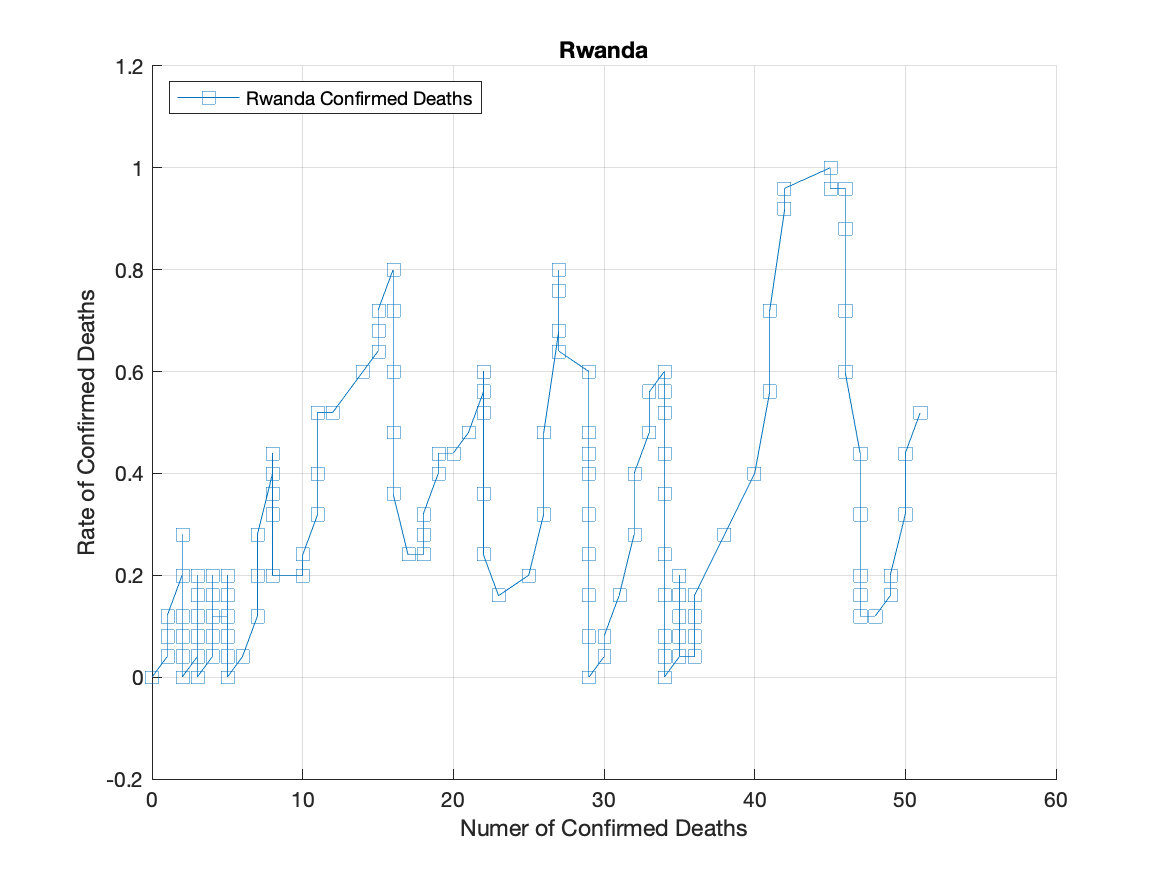 Rwanda
Rwanda Confirmed Deaths
1.2
1
0.8
0.6
0.4
0.2
0
-0.2
Rate of Confirmed Deaths
0 10 20 30 40 50 60
Numer of Confirmed Deaths